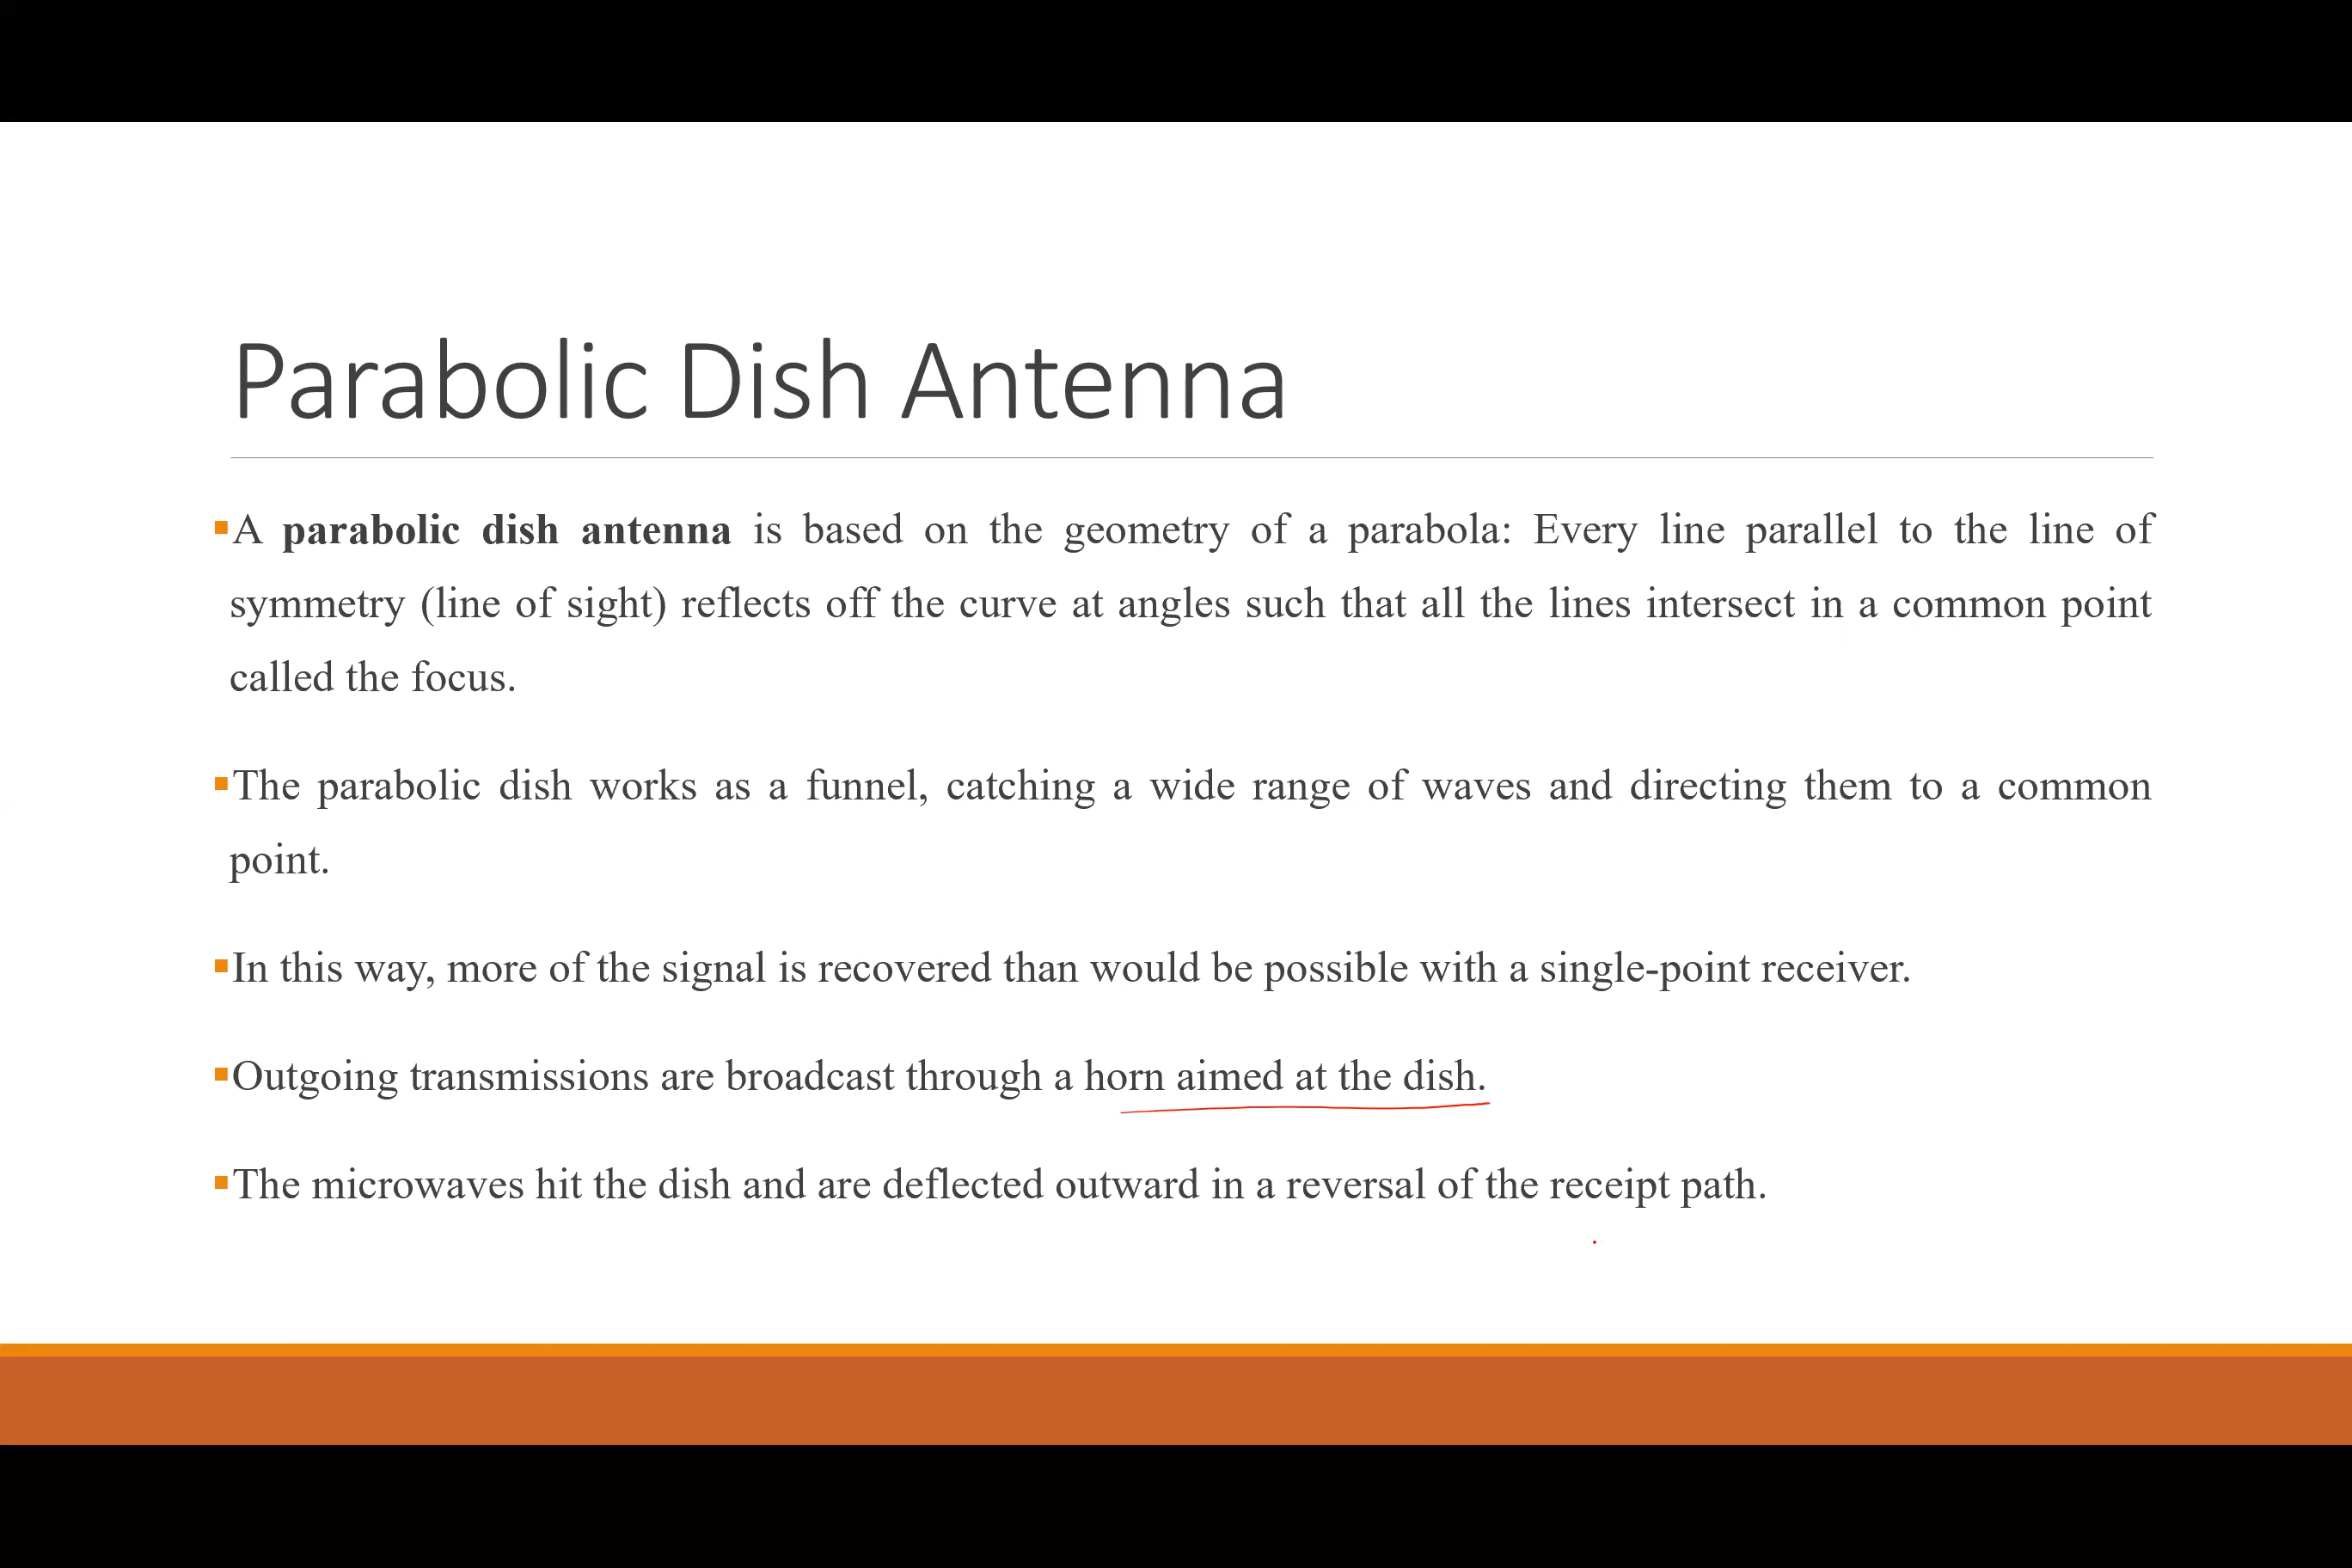 Parabolic Dish Antenna
▪A parabolic dish antenna is based on the geometry of a parabola: Every line parallel to the line of
symmetry (line of sight) reflects off the curve at angles such that all the lines intersect in a common point
called the focus.
▪The parabolic dish works as a funnel, catching a wide range of waves and directing them to a common
point.
▪In this way, more of the signal is recovered than would be possible with a single-point receiver.
▪Outgoing transmissions are broadcast through a horn aimed at the dish.
▪The microwaves hit the dish and are deflected outward in a reversal of the receipt path.